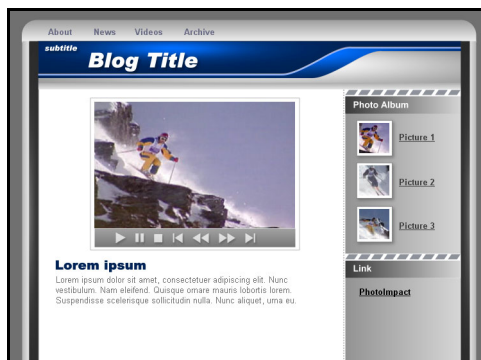 About News Videos Archive
subtitle
Blog Title
Photo Album
Picture 1
Picture 2
Picture 3
Lorem ipsum
Lorem ipsum dolor sit amet, consectetuer adipiscing elit. Nunc
vestibulum. Nam eleifend. Quisque ornare mauris lobortis lorem.
Suspendisse scelerisque sollicitudin nulla. Nunc aliquet, urna eu.
Link
PhotoImpact